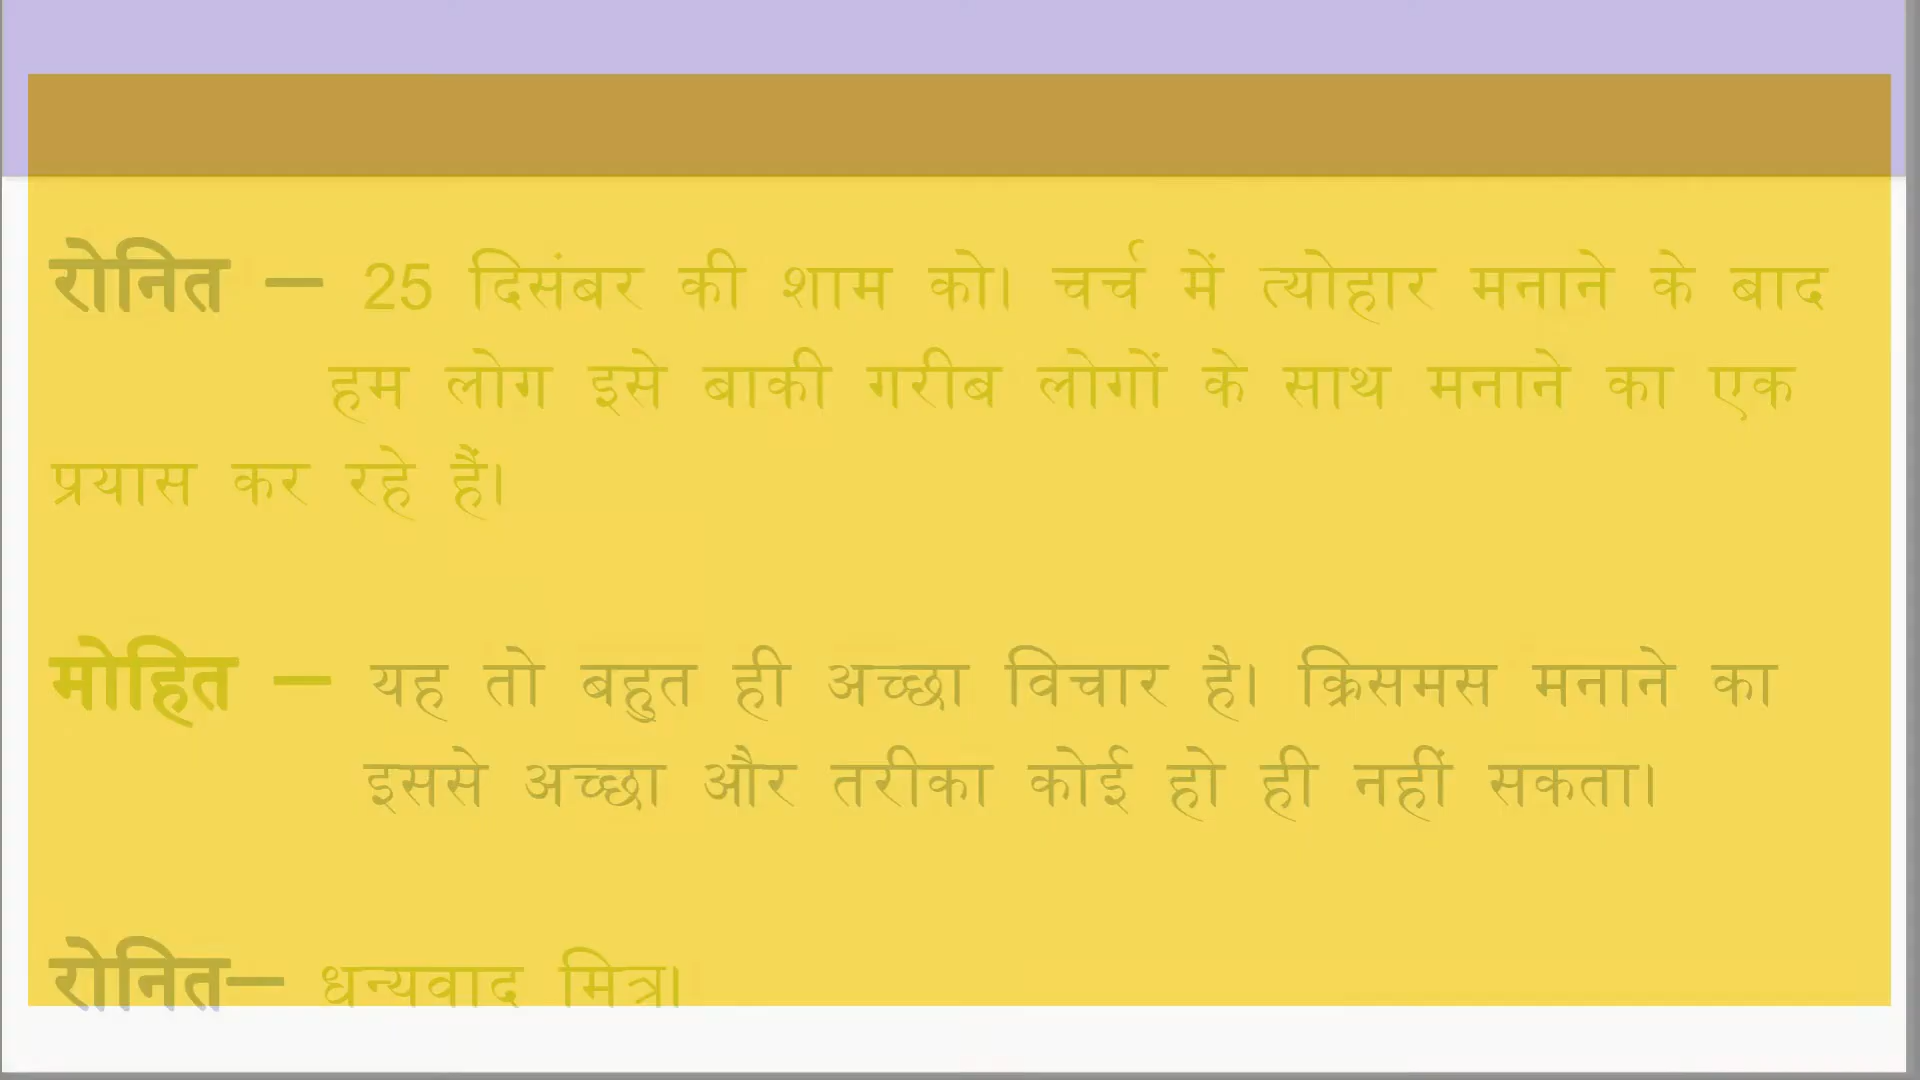 रोनित – 25 दिसंबर की शाम को। चर्च में त्योहार मनाने के बाद
हम लोग इसे बाकी गरीब लोगों के साथ मनाने का एक
प्रयास कर रहे हैं।
मोहित – यह तो बहुत ही अच्छा विचार है। क्रिसमस मनाने का
इससे अच्छा और तरीका कोई हो ही नहीं सकता।
रोनित– धन्यवाद मित्र।